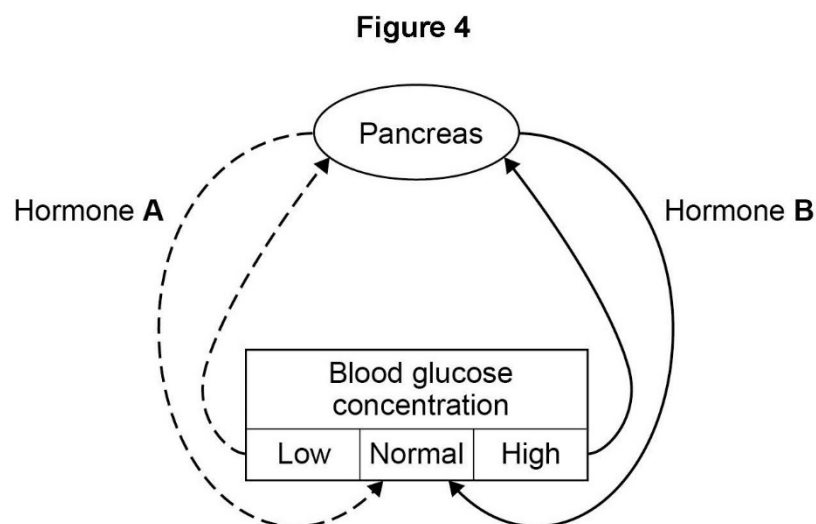 Figure 4
Pancreas
Hormone A
Hormone B
Blood glucose
concentration
Low
Normal
High